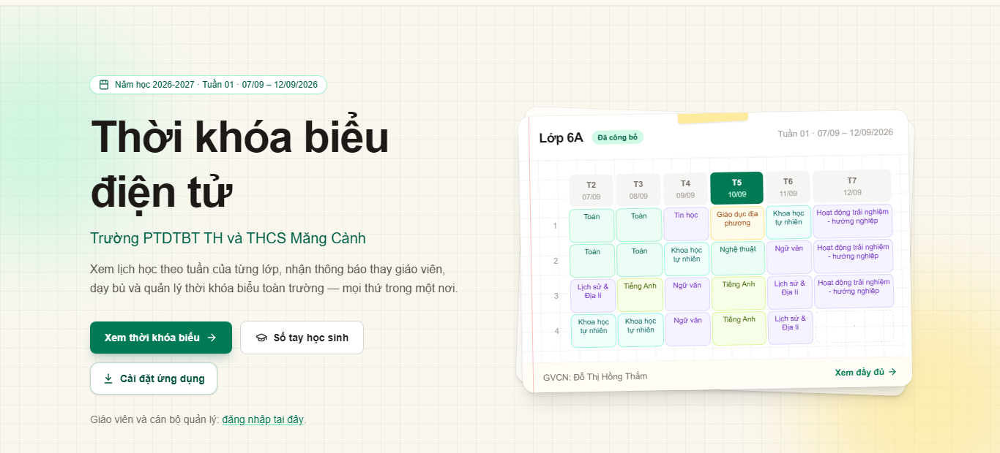 Năm học 2026-2027 · Tuần 01 · 07/09 – 12/09/2026
Thời khóa biểu
điện tử
Trường PTDTBT TH và THCS Măng Cành
Xem lịch học theo tuần của từng lớp, nhận thông báo thay giáo viên,
dạy bù và quản lý thời khóa biểu toàn trường — mọi thứ trong một nơi.
Xem thời khóa biểu →
Sổ tay học sinh
Cài đặt ứng dụng
Giáo viên và cán bộ quản lý: đăng nhập tại đây.
Lớp 6A Đã công bố Tuần 01 · 07/09 – 12/09/2026
T2 T3 T4 T5 T6 T7
07/09 08/09 09/09 10/09 11/09 12/09
1 Toán Toán Tin học Giáo dục địa Khoa học Hoạt động trải nghiệm
phương tự nhiên - hướng nghiệp
2 Toán Toán Khoa học Nghệ thuật Ngữ văn Hoạt động trải nghiệm
tự nhiên - hướng nghiệp
3 Lịch sử & Tiếng Anh Ngữ văn Tiếng Anh Lịch sử & Hoạt động trải nghiệm
Địa lí Địa lí - hướng nghiệp
4 Khoa học Khoa học Ngữ văn Tiếng Anh Lịch sử & ·
tự nhiên tự nhiên Địa lí
GVCN: Đỗ Thị Hồng Thắm Xem đầy đủ →